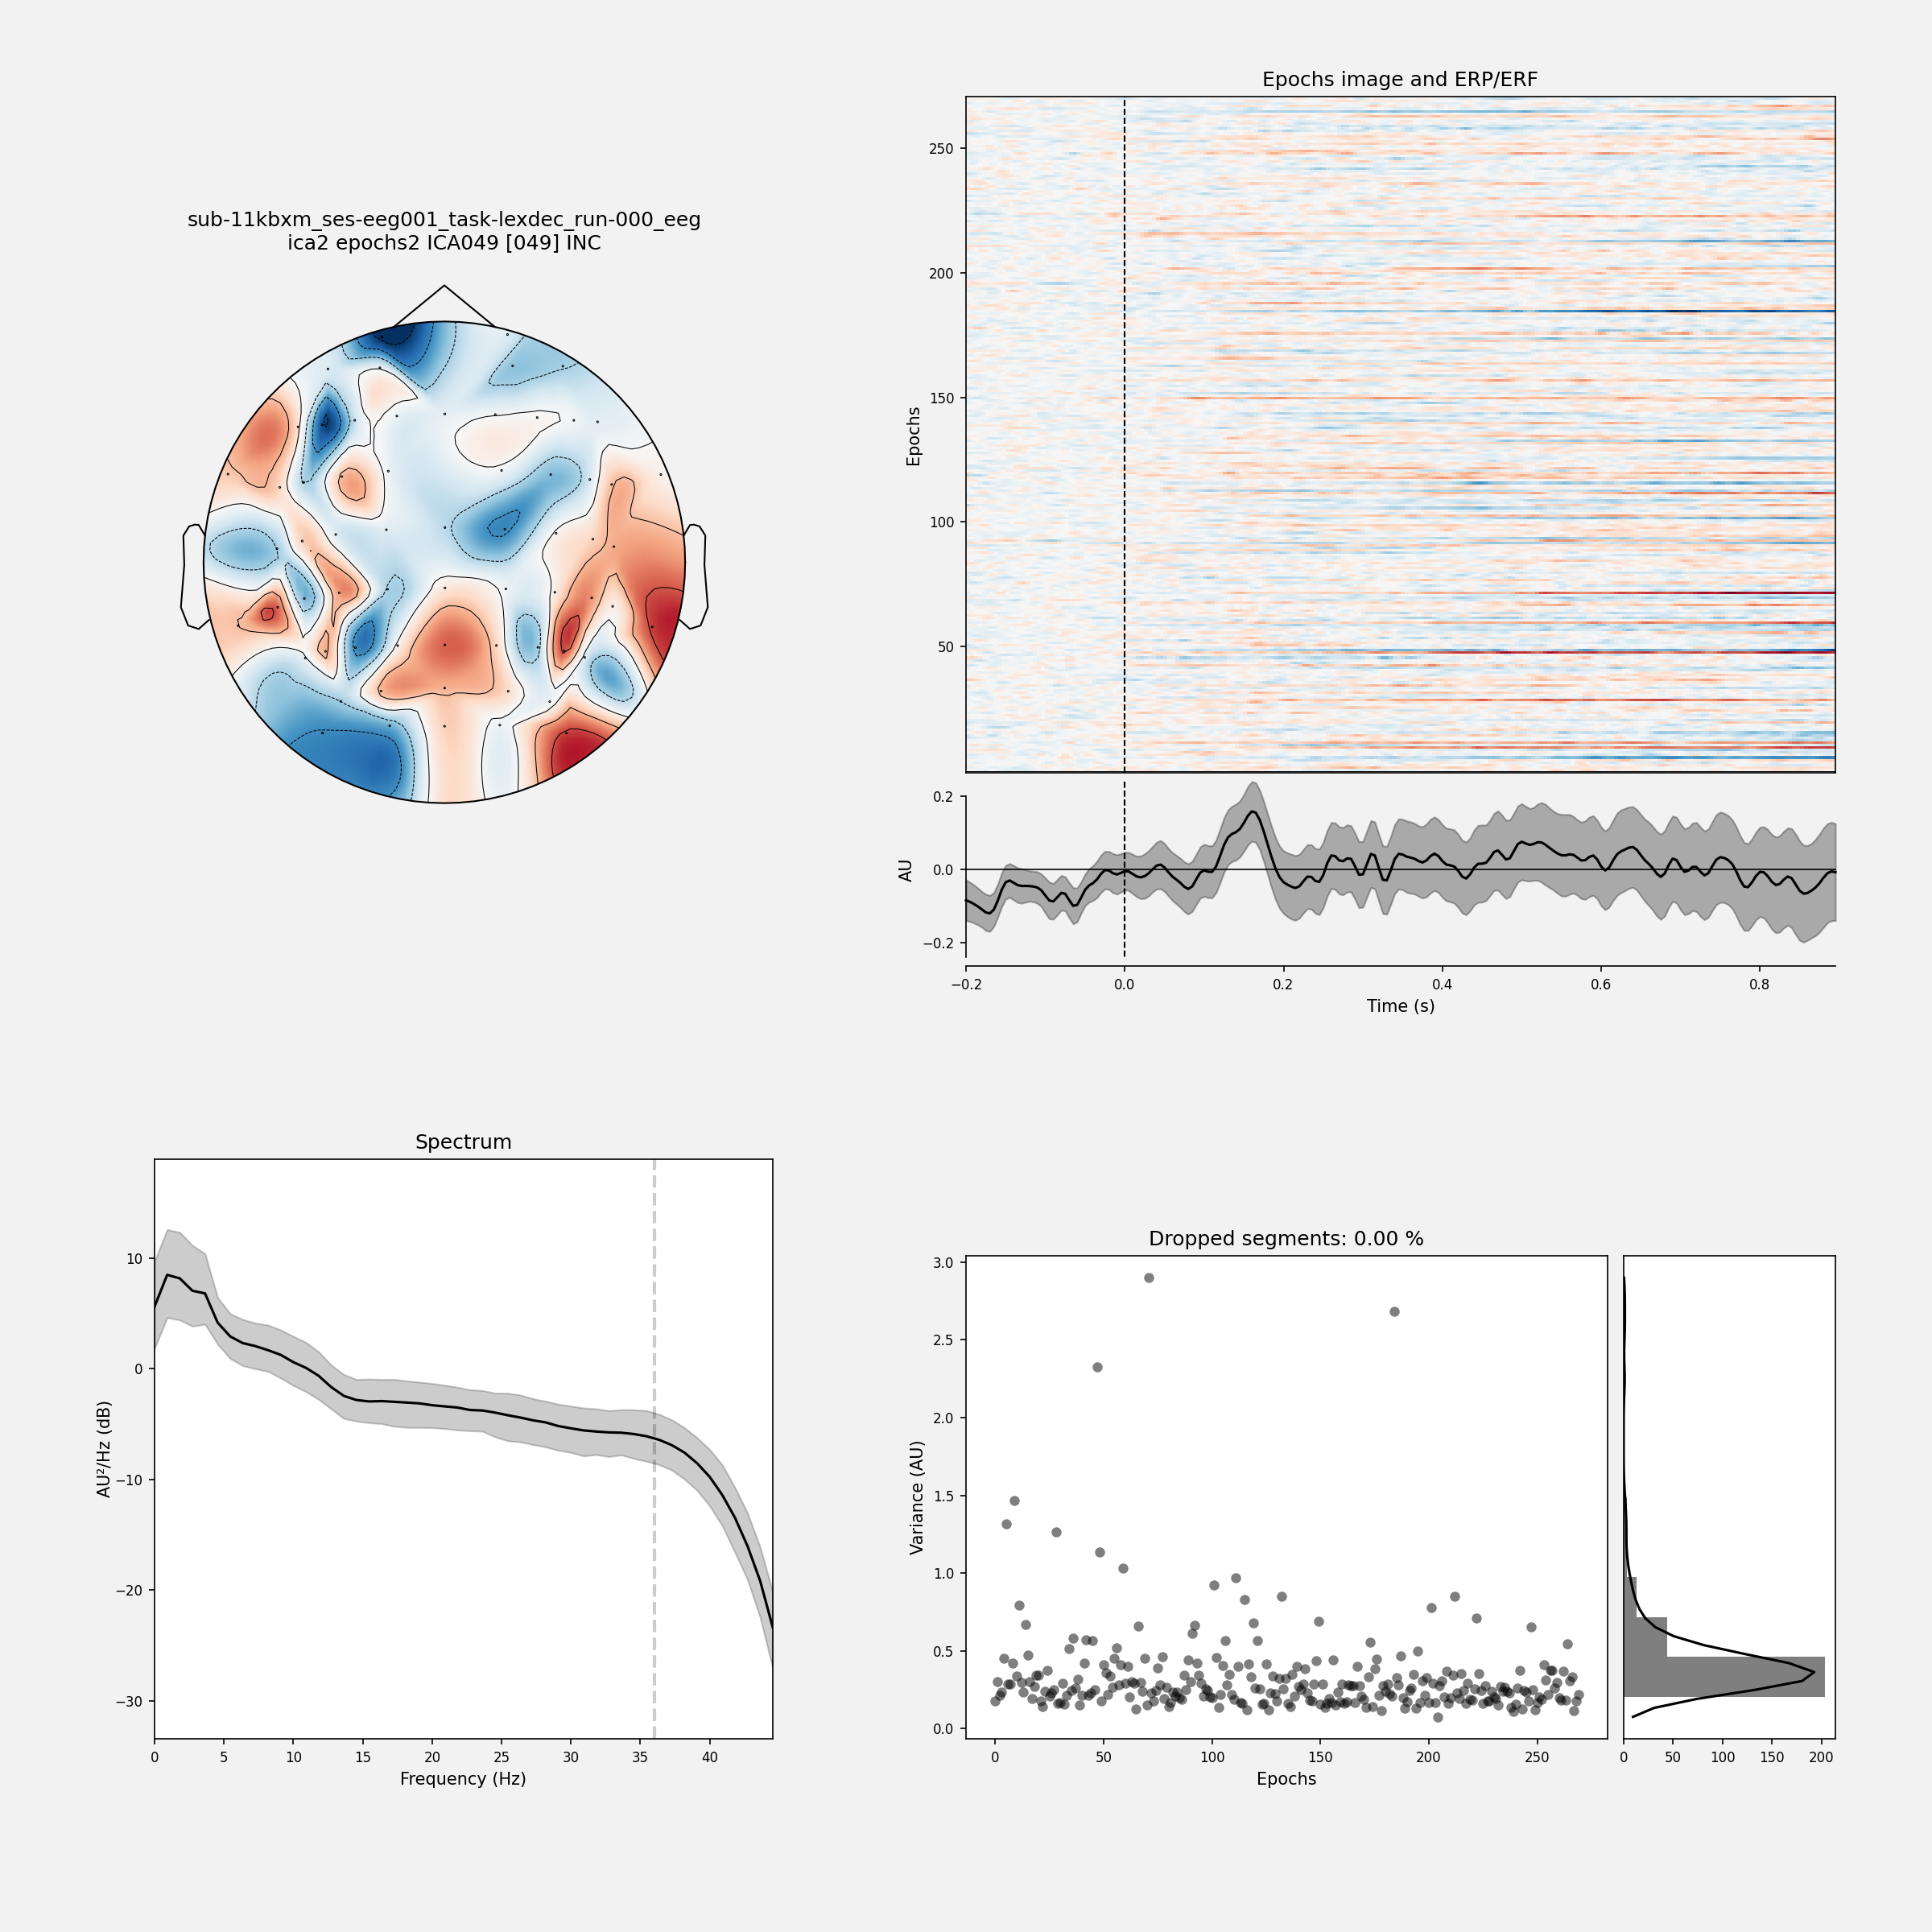 sub-11kbxm_ses-eeg001_task-lexdec_run-000_eeg
ica2 epochs2 ICA049 [049] INC
Epochs image and ERP/ERF
Epochs
250
200
150
100
50
AU
0.2
0.0
−0.2
−0.2 0.0 0.2 0.4 0.6 0.8
Time (s)
Spectrum
AU²/Hz (dB)
10
0
−10
−20
−30
0 5 10 15 20 25 30 35 40
Frequency (Hz)
Dropped segments: 0.00 %
Variance (AU)
3.0
2.5
2.0
1.5
1.0
0.5
0.0
0 50 100 150 200 250
Epochs
0 50 100 150 200